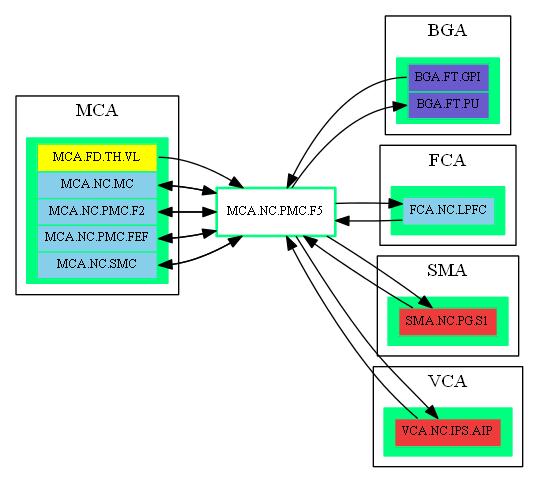 BGA
BGA.FT.GPI
BGA.FT.PU
MCA
MCA.FD.TH.VL
MCA.NC.MC
MCA.NC.PMC.F2
MCA.NC.PMC.FEF
MCA.NC.SMC
MCA.NC.PMC.F5
FCA
FCA.NC.LPFC
SMA
SMA.NC.PG.S1
VCA
VCA.NC.IPS.AIP